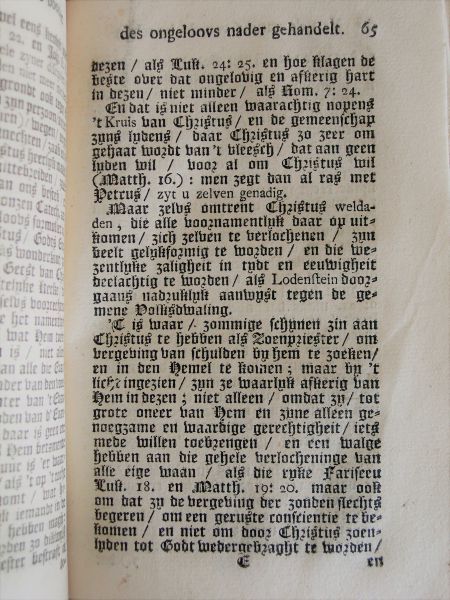 des ongeloovs nader gehandelt. 65
dezen / als Luk. 24: 25. en hoe klagen de
beste over dat ongelovig en afkerig hart
in dezen / niet minder / als Rom. 7: 24.
En dat is niet alleen waarachtig nopens
't Kruis van Christus / en de gemeenschap
zyns lydens / daar Christus zo zeer om
gehaat wordt van 't vleesch / dat aan geen
lyden wil / voor al om Christus wil
(Matth. 16.) : men zegt van al ras met
Petrus / zyt u zelven genadig.
Maar zelvs omtrent Christus welda-
den, die alle voornamentlyk daar op uit-
komen / zich zelven te verlochenen / zyn
beelt gelykformig te worden / en die we-
zentlyke zaligheit in tydt en eeuwigheit
deelachtig te worden / als Lodenstein door-
gaans nadruklyk aanwyst tegen de ge-
mene Volksdwaling.
'T is waar / zommige schynen zin aan
Christus te hebben als Zoenpriester / om
vergeving van schulden by hem te zoeken /
en in den Hemel te komen ; maar by 't
licht ingezien / zyn ze waarlyk afkerig van
Hem in dezen ; niet alleen / omdat zy / tot
grote oneer van Hem en zyne alleen ge-
noegzame en waardige gerechtigheit / iets
mede willen toebrengen / en een walge
hebben aan die gehele verlocheninge van
alle eige waan / als die ryke Fariseeu
Luk. 18. en Matth. 19: 20. maar ook
om dat zy de vergeving der zonden slechts
begeren / om een geruste conscientie te be-
komen / en niet om door Christus zoen-
lyden tot Godt wedergebraght te worden /
E en